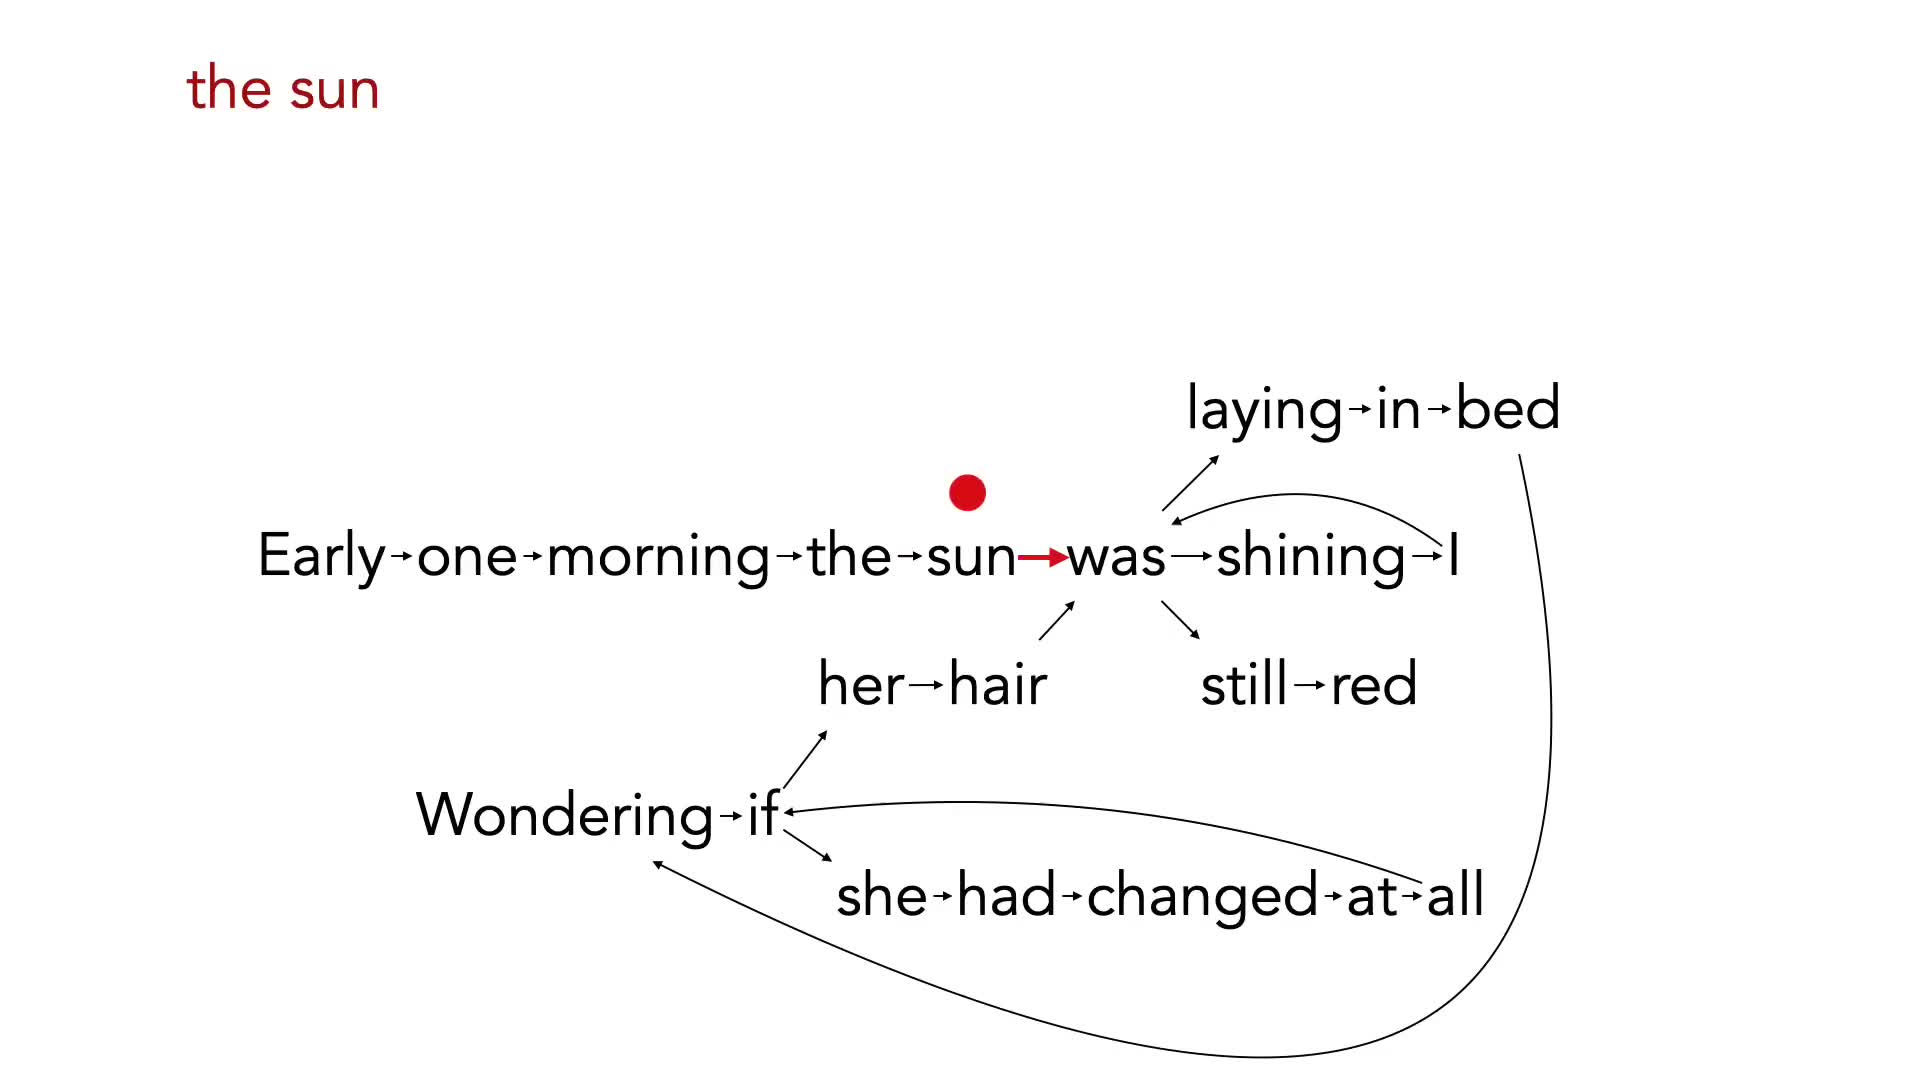 the sun
laying in bed
Early one morning the sun was shining I
her hair still red
Wondering if
she had changed at all